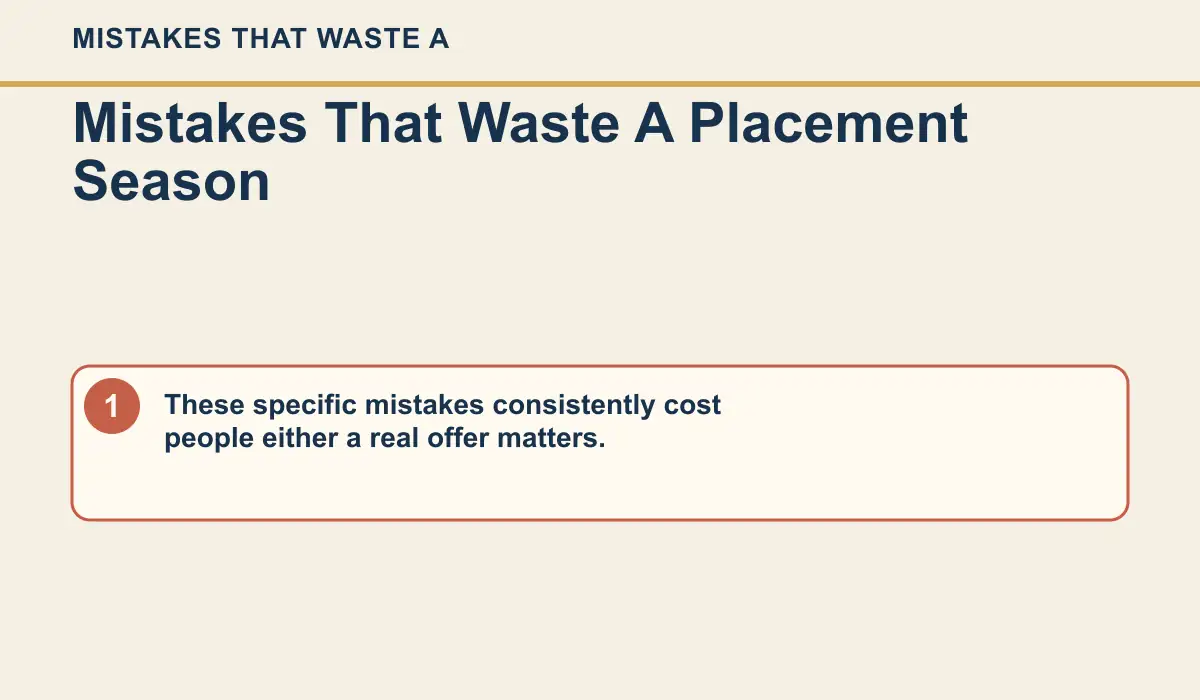 MISTAKES THAT WASTE A
Mistakes That Waste A Placement
Season
1
These specific mistakes consistently cost
people either a real offer matters.